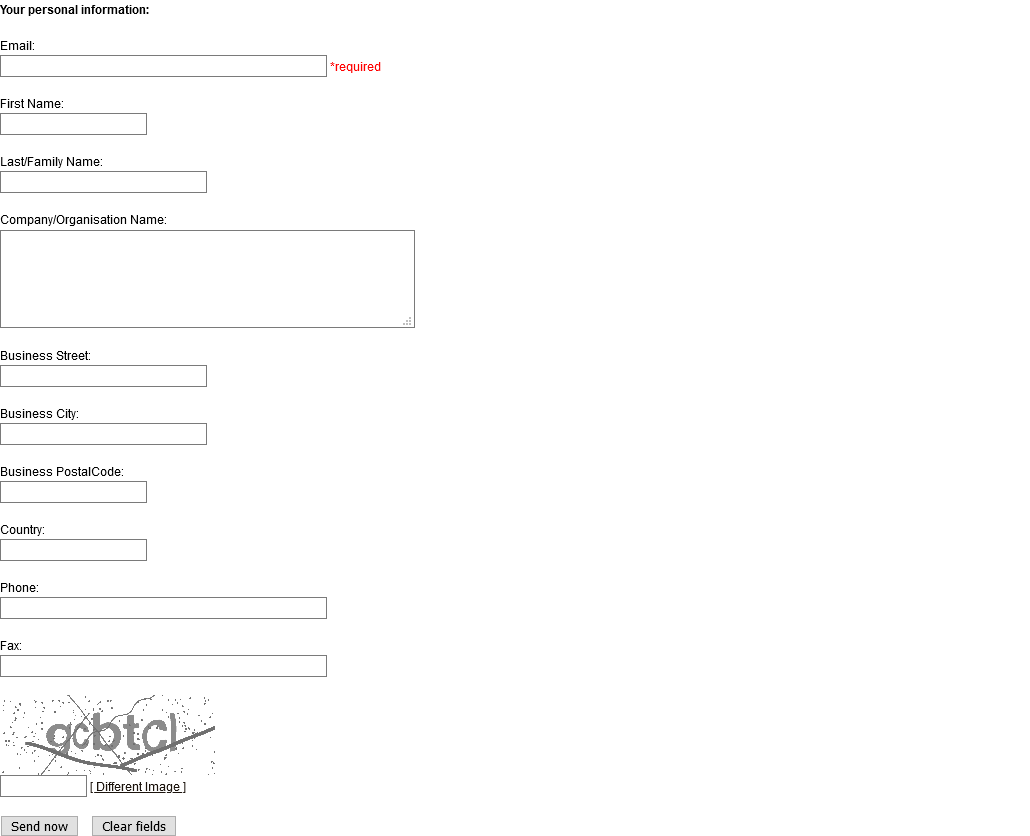 Your personal information:
Email:
*required
First Name:
Last/Family Name:
Company/Organisation Name:
Business Street:
Business City:
Business PostalCode:
Country:
Phone:
Fax:
[ Different Image ]
Send now
Clear fields